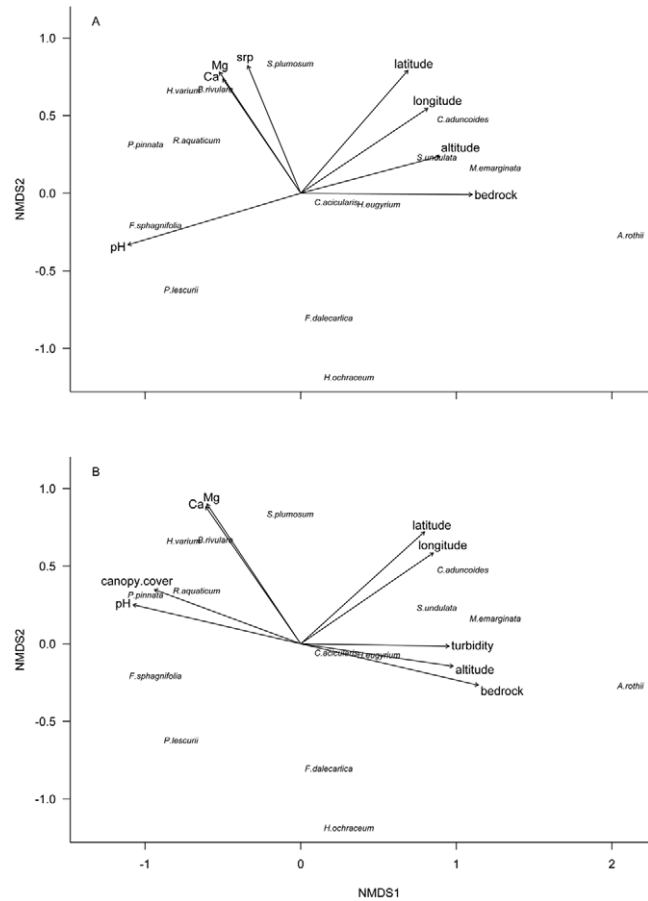 A
1.0
0.5
0.0
-0.5
-1.0
NMDS2
Mg
Ca
srp
S.plumosum
latitude
H.varium
B.rivulare
longitude
C.aduncoides
R.aquaticum
P.pinnata
altitude
S.undulata
M.emarginata
bedrock
C.acicularis
H.eugyrium
F.sphagnifolia
A.rothii
pH
P.lescurii
F.dalecarlica
H.ochraceum
B
1.0
0.5
0.0
-0.5
-1.0
NMDS2
Mg
Ca
S.plumosum
latitude
H.varium
B.rivulare
longitude
C.aduncoides
canopy.cover
R.aquaticum
P.pinnata
pH
S.undulata
M.emarginata
turbidity
C.acicularis
H.eugyrium
altitude
F.sphagnifolia
bedrock
A.rothii
P.lescurii
F.dalecarlica
H.ochraceum
-1 0 1 2
NMDS1